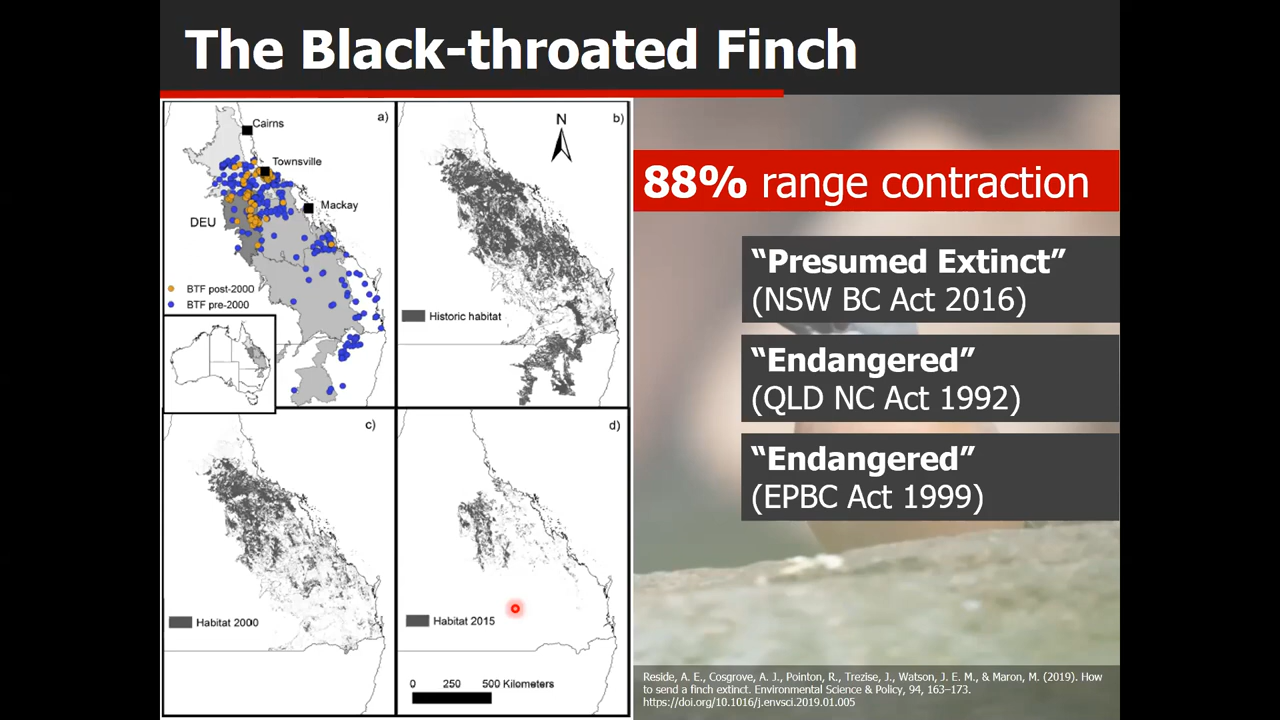 The Black-throated Finch
a)
Cairns
Townsville
Mackay
DEU
BTF post-2000
BTF pre-2000
b)
N
Historic habitat
c)
Habitat 2000
d)
Habitat 2015
0 250 500 Kilometers
88% range contraction
“Presumed Extinct”
(NSW BC Act 2016)
“Endangered”
(QLD NC Act 1992)
“Endangered”
(EPBC Act 1999)
Reside, A. E., Cosgrove, A. J., Pointon, R., Trezise, J., Watson, J. E. M., & Maron, M. (2019). How
to send a finch extinct. Environmental Science & Policy, 94, 163–173.
https://doi.org/10.1016/j.envsci.2019.01.005